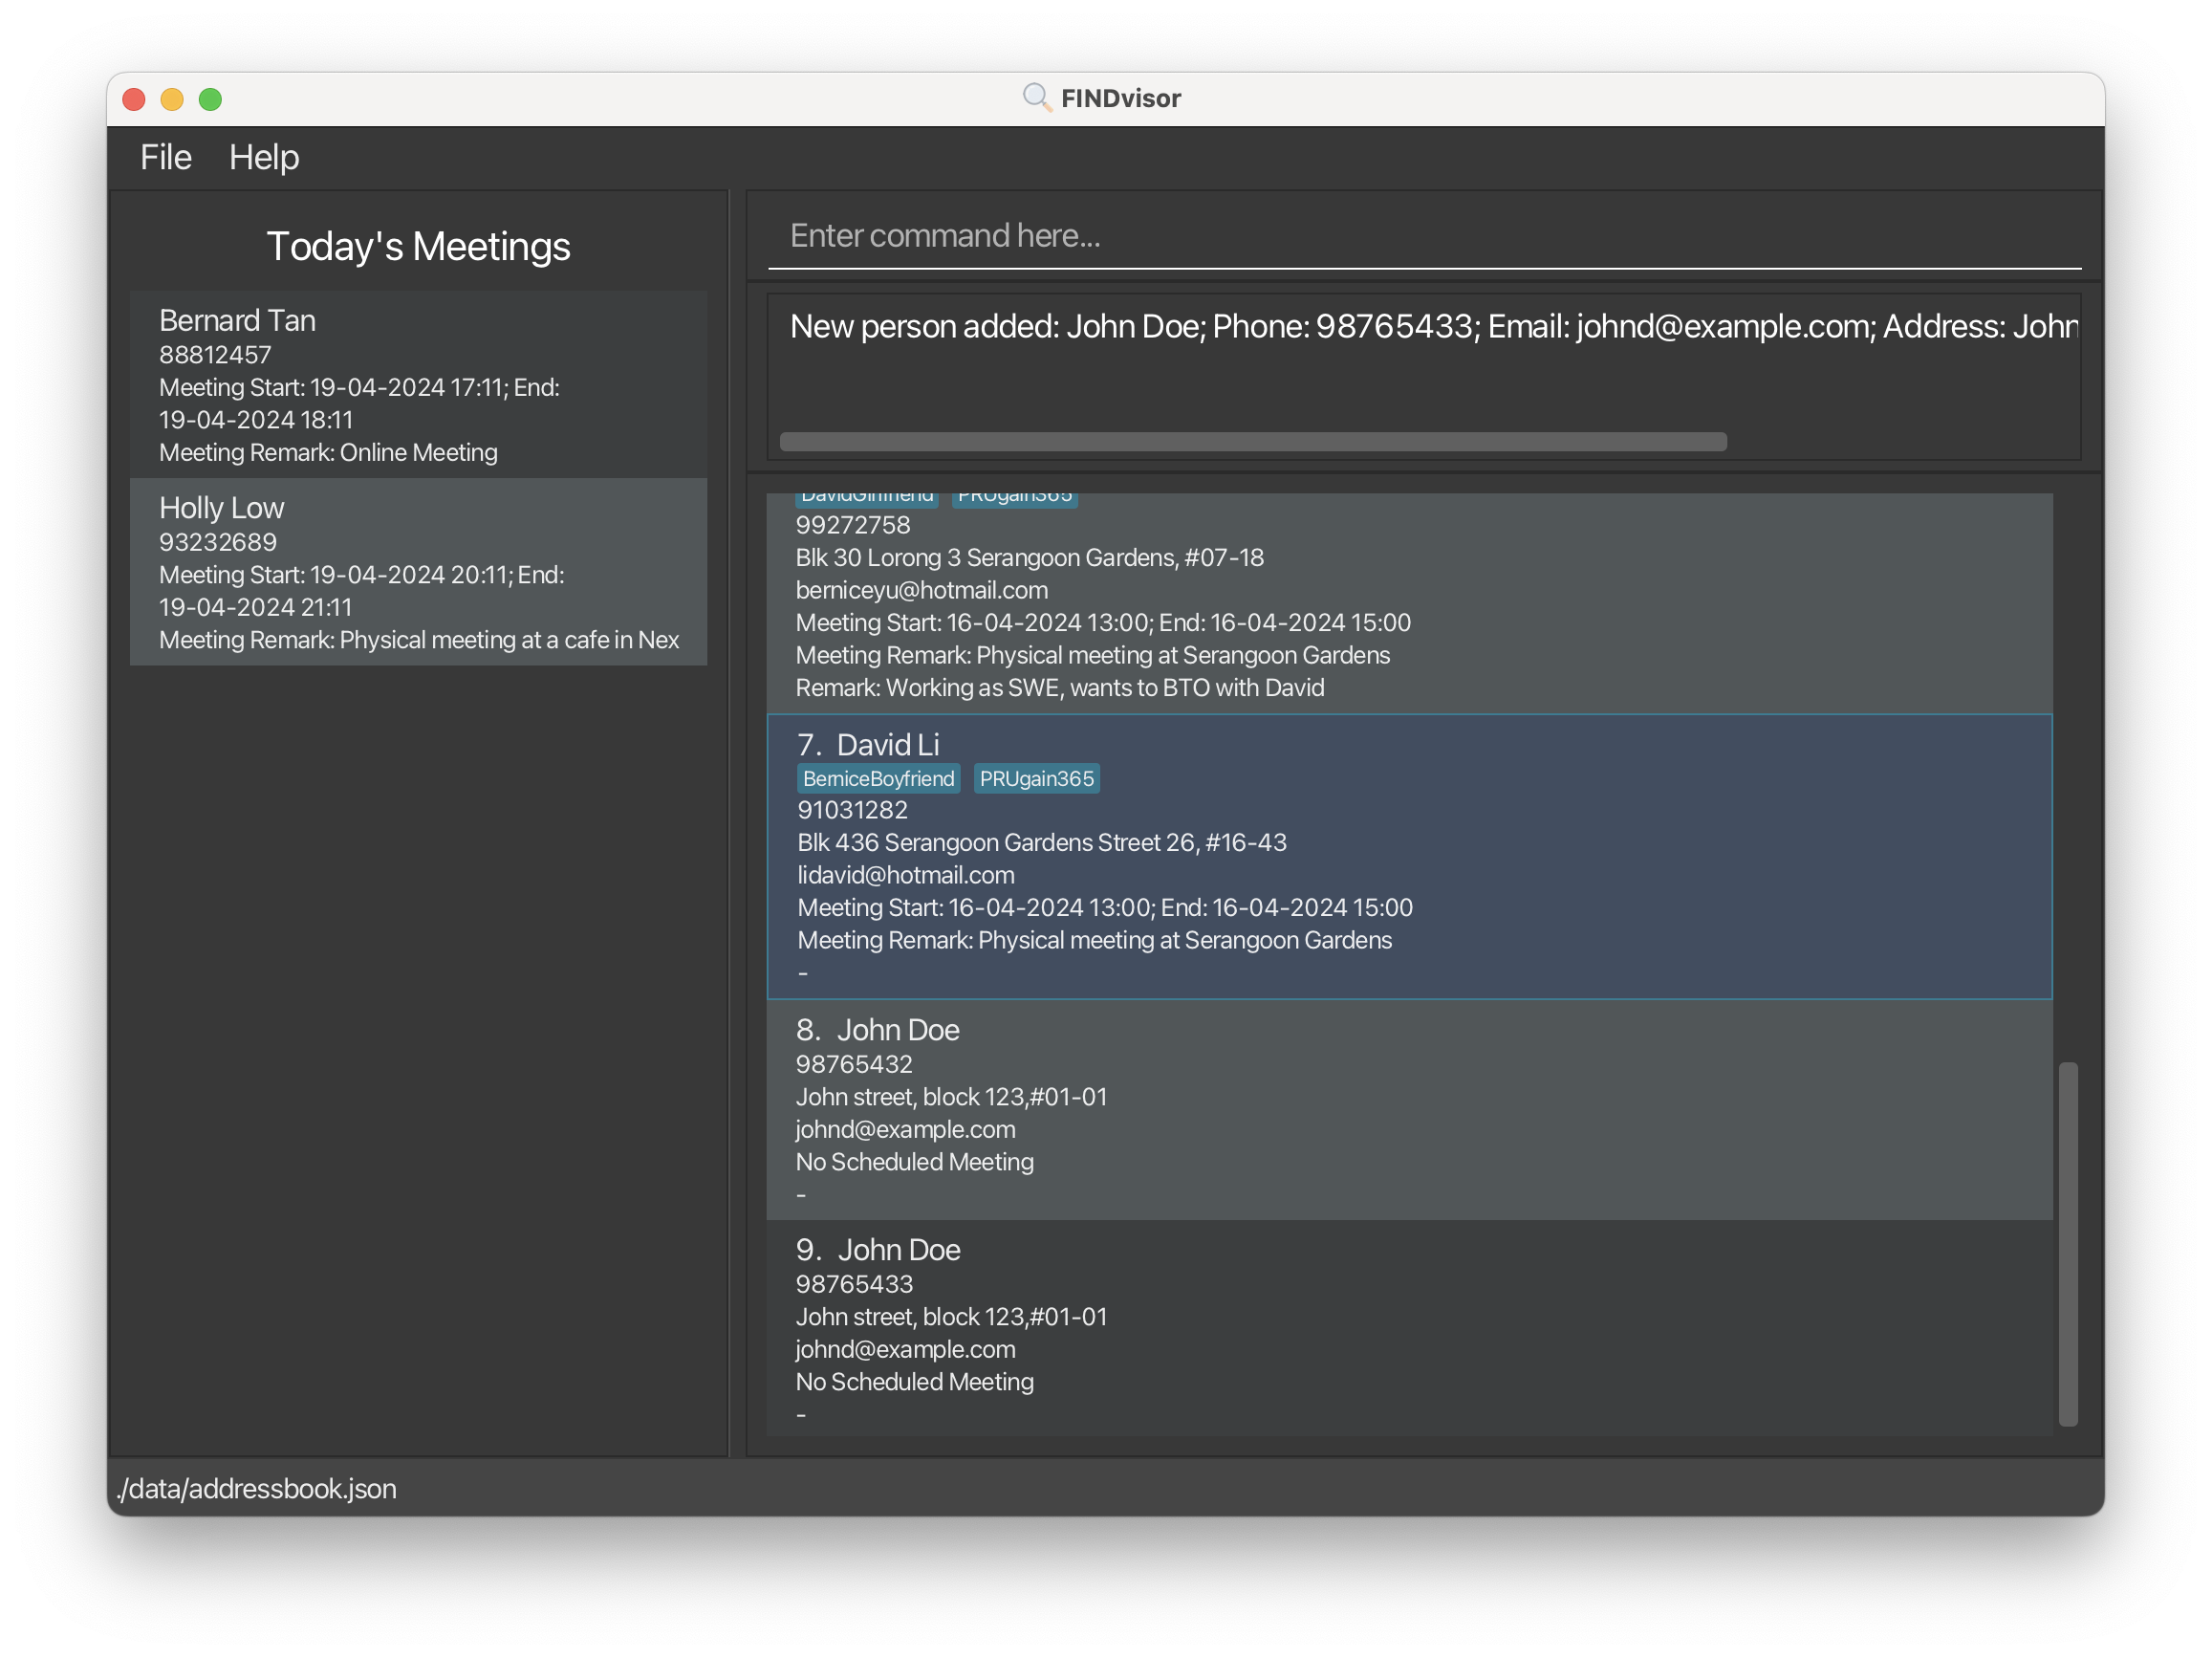 FINDvisor
File Help
Today's Meetings
Bernard Tan
88812457
Meeting Start: 19-04-2024 17:11; End:
19-04-2024 18:11
Meeting Remark: Online Meeting
Holly Low
93232689
Meeting Start: 19-04-2024 20:11; End:
19-04-2024 21:11
Meeting Remark: Physical meeting at a cafe in Nex
Enter command here...
New person added: John Doe; Phone: 98765433; Email: johnd@example.com; Address: John
DavidGirlfriend PRUgain365
99272758
Blk 30 Lorong 3 Serangoon Gardens, #07-18
berniceyu@hotmail.com
Meeting Start: 16-04-2024 13:00; End: 16-04-2024 15:00
Meeting Remark: Physical meeting at Serangoon Gardens
Remark: Working as SWE, wants to BTO with David
7. David Li
BerniceBoyfriend PRUgain365
91031282
Blk 436 Serangoon Gardens Street 26, #16-43
lidavid@hotmail.com
Meeting Start: 16-04-2024 13:00; End: 16-04-2024 15:00
Meeting Remark: Physical meeting at Serangoon Gardens
-
8. John Doe
98765432
John street, block 123,#01-01
johnd@example.com
No Scheduled Meeting
-
9. John Doe
98765433
John street, block 123,#01-01
johnd@example.com
No Scheduled Meeting
-
./data/addressbook.json